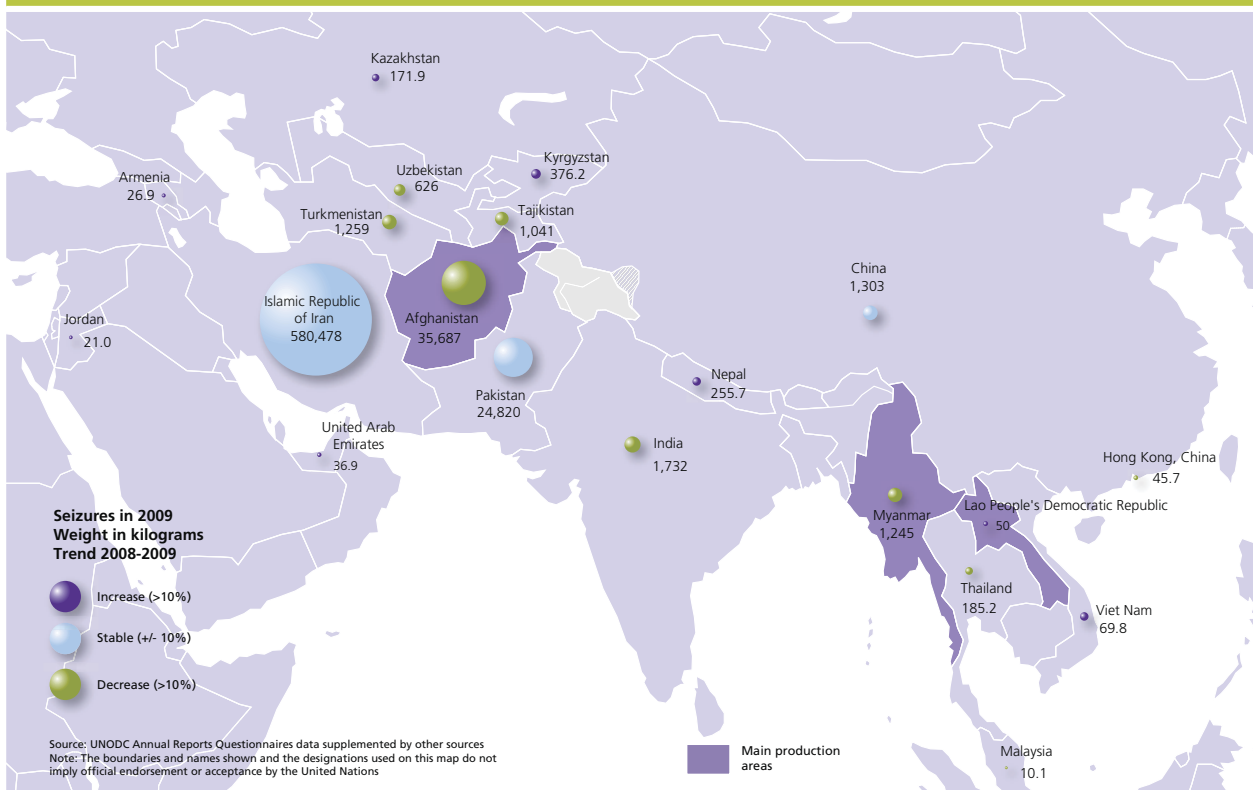 Kazakhstan
171.9
Kyrgyzstan
376.2
Uzbekistan
626
Armenia
26.9
Tajikistan
1,041
Turkmenistan
1,259
China
1,303
Islamic Republic
of Iran
580,478
Afghanistan
35,687
Jordan
21.0
Nepal
255.7
Pakistan
24,820
United Arab
Emirates
36.9
India
1,732
Hong Kong, China
45.7
Lao People's Democratic Republic
50
Myanmar
1,245
Thailand
185.2
Viet Nam
69.8
Malaysia
10.1
Seizures in 2009
Weight in kilograms
Trend 2008-2009
Increase (>10%)
Stable (+/- 10%)
Decrease (>10%)
Source: UNODC Annual Reports Questionnaires data supplemented by other sources
Note: The boundaries and names shown and the designations used on this map do not
imply official endorsement or acceptance by the United Nations
Main production
areas